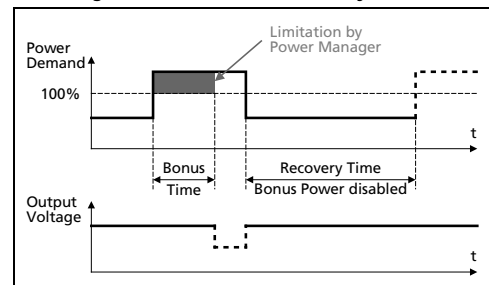 Limitation by
Power Manager
Power
Demand
100%
t
Bonus
Time
Recovery Time
Bonus Power disabled
Output
Voltage
t